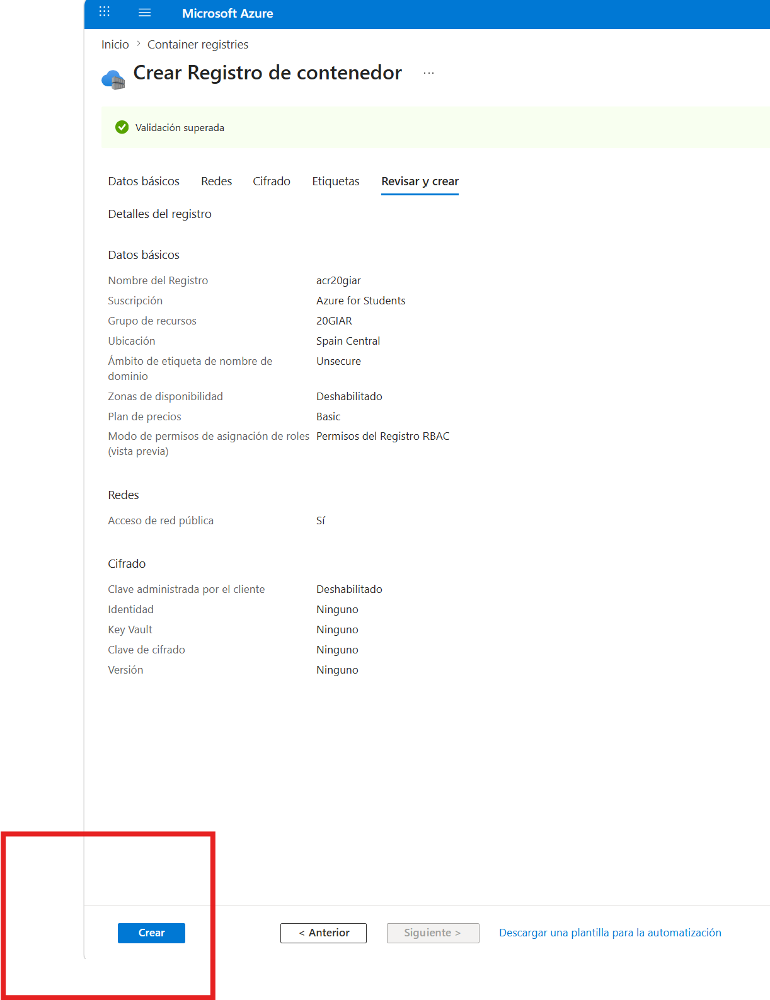 Microsoft Azure
Inicio > Container registries
Crear Registro de contenedor ...
Validación superada
Datos básicos Redes Cifrado Etiquetas Revisar y crear
Detalles del registro
Datos básicos
Nombre del Registro acr20giar
Suscripción Azure for Students
Grupo de recursos 20GIAR
Ubicación Spain Central
Ámbito de etiqueta de nombre de Unsecure
dominio
Zonas de disponibilidad Deshabilitado
Plan de precios Basic
Modo de permisos de asignación de roles Permisos del Registro RBAC
(vista previa)
Redes
Acceso de red pública Sí
Cifrado
Clave administrada por el cliente Deshabilitado
Identidad Ninguno
Key Vault Ninguno
Clave de cifrado Ninguno
Versión Ninguno
Crear < Anterior Siguiente > Descargar una plantilla para la automatización